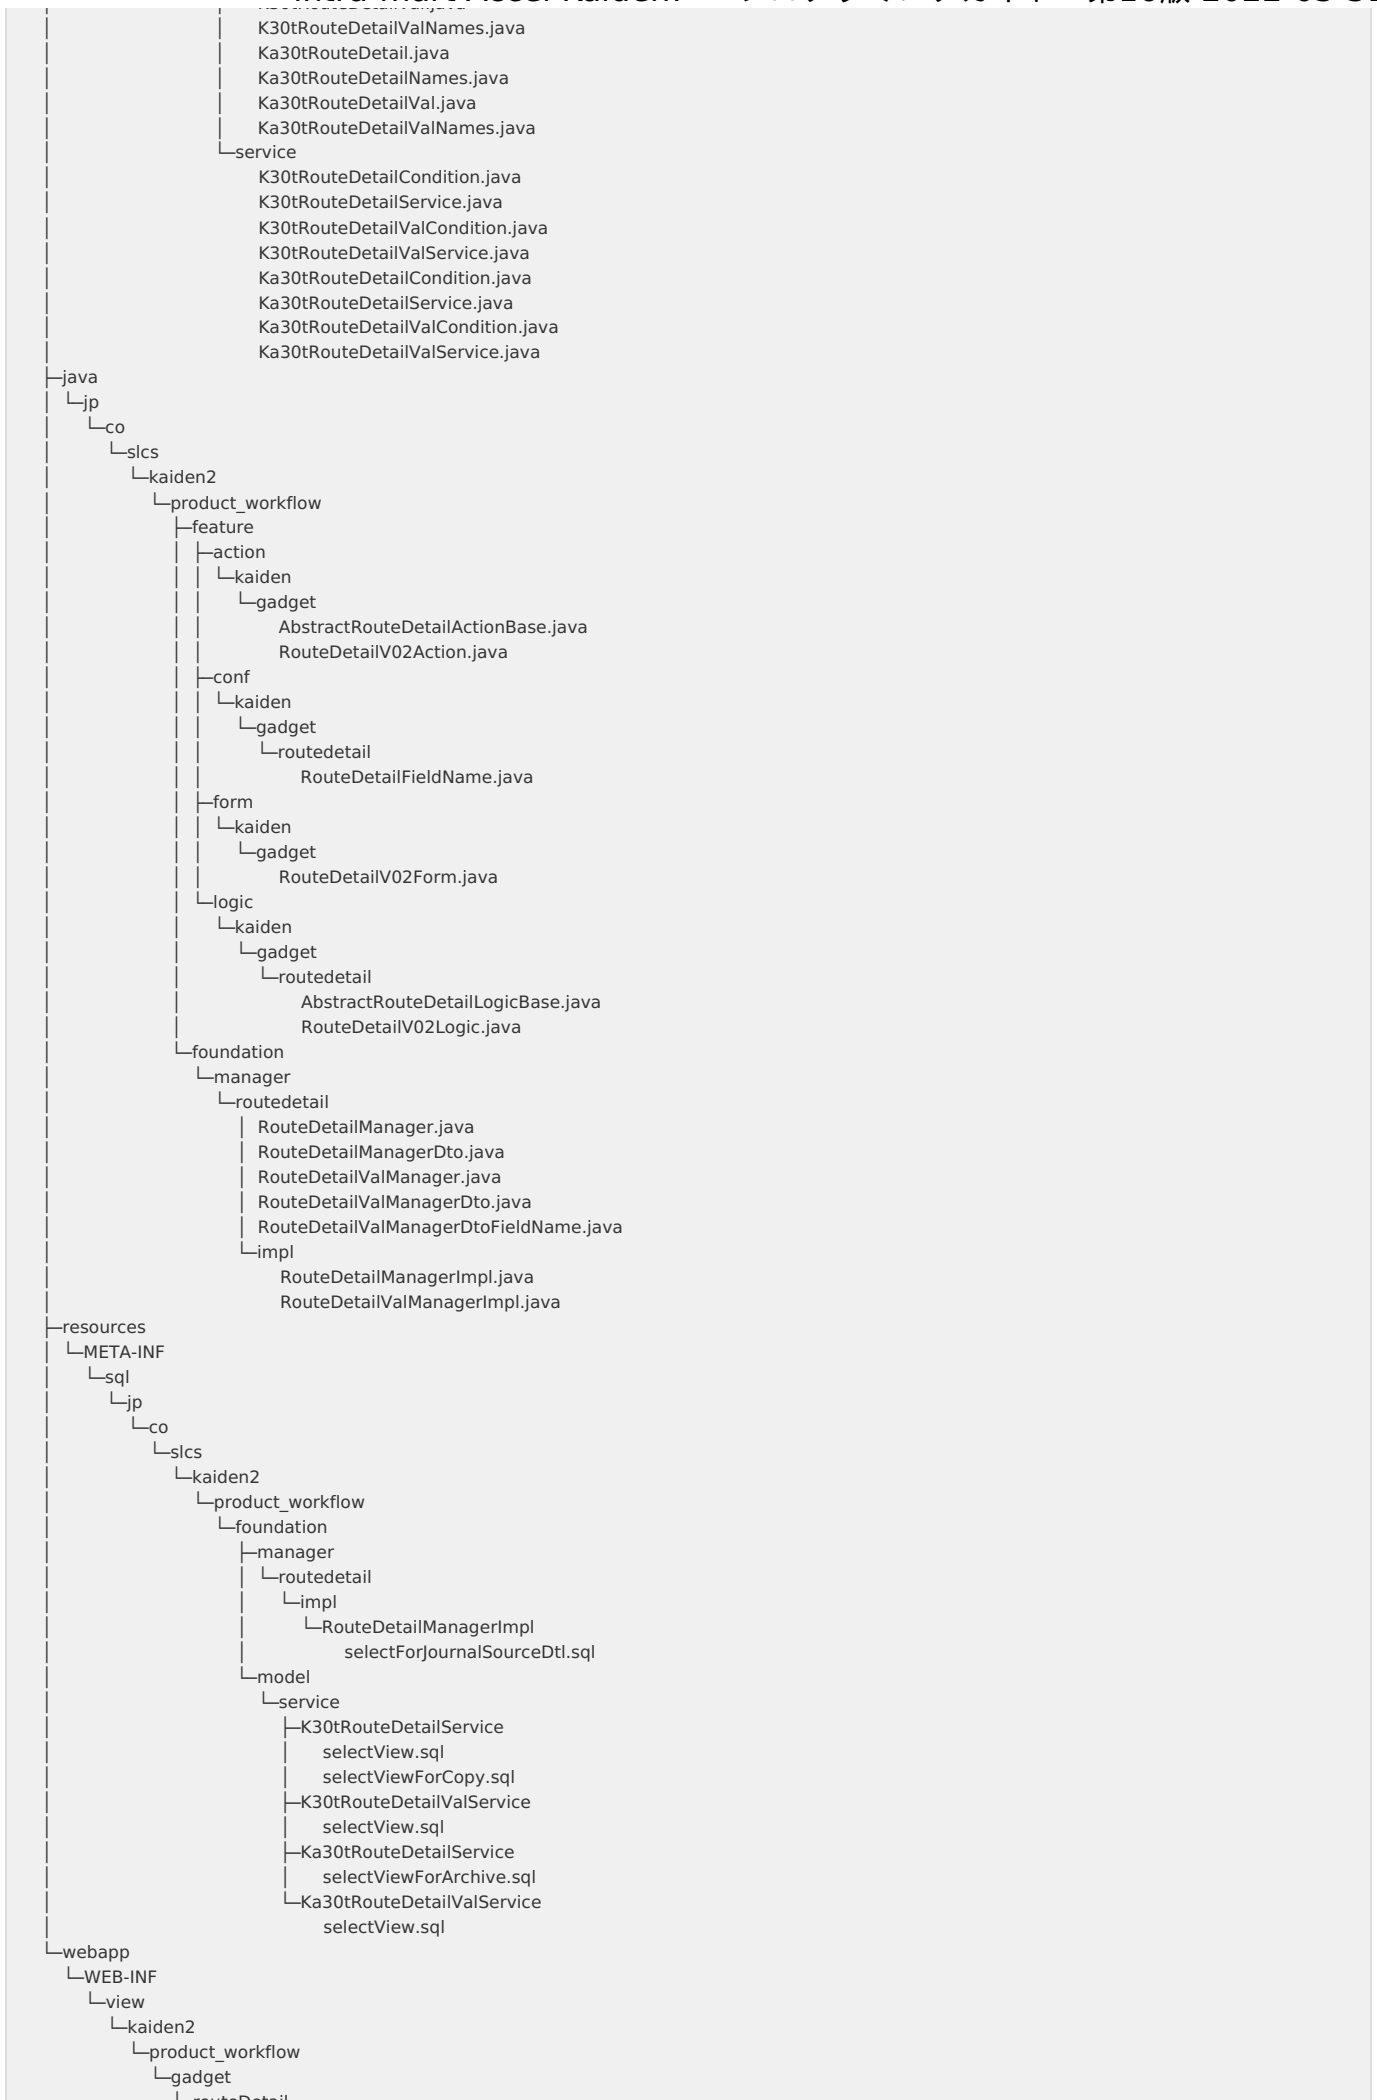 K30tRouteDetailValNames.java
Ka30tRouteDetail.java
Ka30tRouteDetailNames.java
Ka30tRouteDetailVal.java
Ka30tRouteDetailValNames.java
└─service
K30tRouteDetailCondition.java
K30tRouteDetailService.java
K30tRouteDetailValCondition.java
K30tRouteDetailValService.java
Ka30tRouteDetailCondition.java
Ka30tRouteDetailService.java
Ka30tRouteDetailValCondition.java
Ka30tRouteDetailValService.java
├─java
│ └─jp
│ └─co
│ └─slcs
│ └─kaiden2
│ └─product_workflow
│ ├─feature
│ │ ├─action
│ │ │ └─kaiden
│ │ │ └─gadget
│ │ │ AbstractRouteDetailActionBase.java
│ │ │ RouteDetailV02Action.java
│ │ ├─conf
│ │ │ └─kaiden
│ │ │ └─gadget
│ │ │ └─routedetail
│ │ │ RouteDetailFieldName.java
│ │ ├─form
│ │ │ └─kaiden
│ │ │ └─gadget
│ │ │ RouteDetailV02Form.java
│ │ └─logic
│ │ └─kaiden
│ │ └─gadget
│ │ └─routedetail
│ │ AbstractRouteDetailLogicBase.java
│ │ RouteDetailV02Logic.java
│ └─foundation
│ └─manager
│ └─routedetail
│ │ RouteDetailManager.java
│ │ RouteDetailManagerDto.java
│ │ RouteDetailValManager.java
│ │ RouteDetailValManagerDto.java
│ │ RouteDetailValManagerDtoFieldName.java
│ └─impl
│ RouteDetailManagerImpl.java
│ RouteDetailValManagerImpl.java
├─resources
│ └─META-INF
│ └─sql
│ └─jp
│ └─co
│ └─slcs
│ └─kaiden2
│ └─product_workflow
│ └─foundation
│ ├─manager
│ │ └─routedetail
│ │ └─impl
│ │ └─RouteDetailManagerImpl
│ │ selectForJournalSourceDtl.sql
│ └─model
│ └─service
│ ├─K30tRouteDetailService
│ │ selectView.sql
│ │ selectViewForCopy.sql
│ ├─K30tRouteDetailValService
│ │ selectView.sql
│ ├─Ka30tRouteDetailService
│ │ selectViewForArchive.sql
│ └─Ka30tRouteDetailValService
│ selectView.sql
└─webapp
└─WEB-INF
└─view
└─kaiden2
└─product_workflow
└─gadget